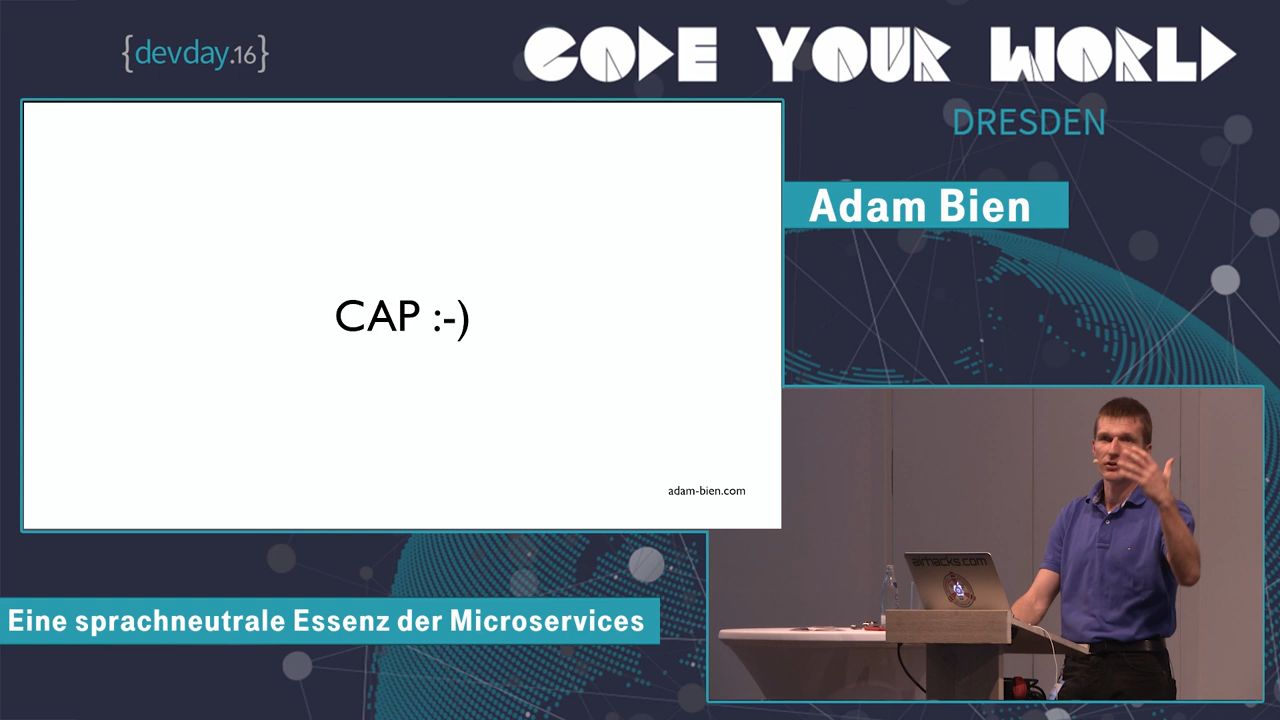 {devday.16}
CODE YOUR WORLD
DRESDEN
Adam Bien
CAP :-)
adam-bien.com
airhacks.com
Eine sprachneutrale Essenz der Microservices